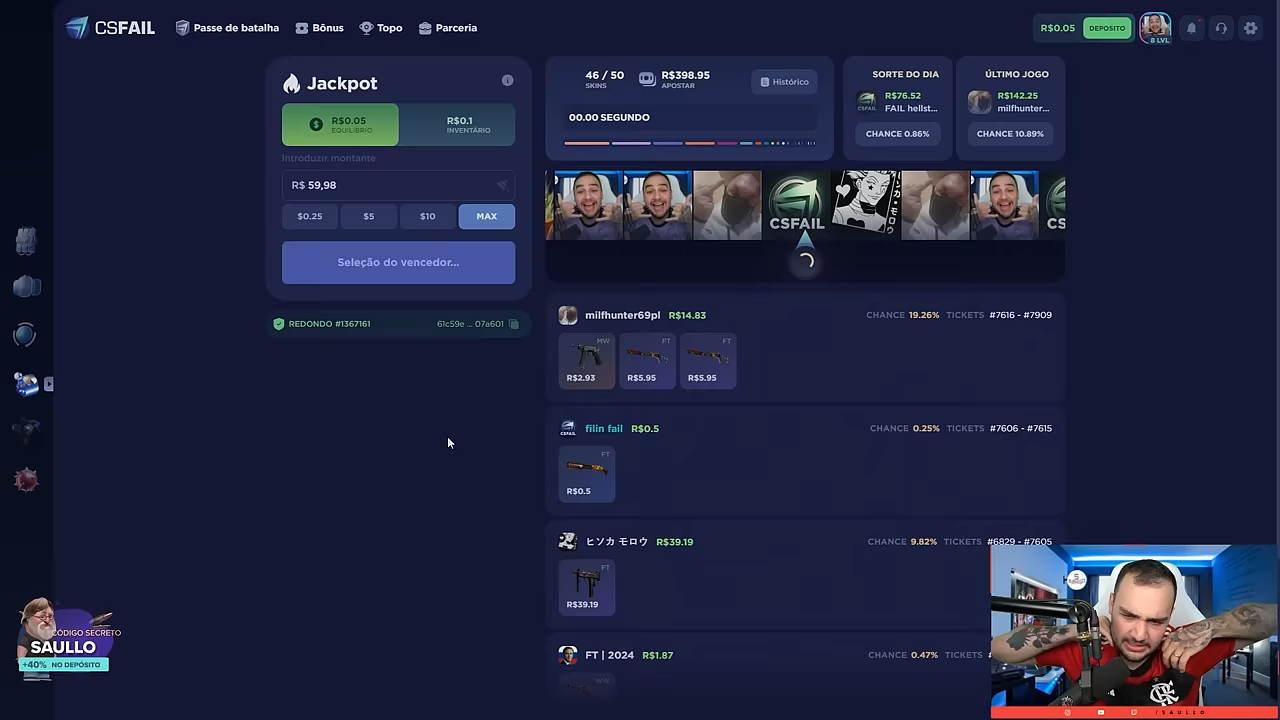 CSFAIL
Passe de batalha
Bônus
Topo
Parceria
R$0.05
DEPOSITO
8 LVL
Jackpot
R$0.05
EQUILÍBRIO
R$0.1
INVENTÁRIO
Introduzir montante
R$ 59,98
$0.25
$5
$10
MAX
Seleção do vencedor...
REDONDO #1367161
61c59e ... 07a601
46 / 50
SKINS
R$398.95
APOSTAR
Histórico
00.00 SEGUNDO
SORTE DO DIA
R$76.52
FAIL hellst...
CHANCE 0.86%
ÚLTIMO JOGO
R$142.25
milfhunter...
CHANCE 10.89%
CSFAIL
CS
milfhunter69pl R$14.83
CHANCE 19.26% TICKETS #7616 - #7909
MW
R$2.93
FT
R$5.95
FT
R$5.95
filin fail R$0.5
CHANCE 0.25% TICKETS #7606 - #7615
FT
R$0.5
ヒソカ モロウ R$39.19
CHANCE 9.82% TICKETS #6829 - #7605
FT
R$39.19
FT | 2024 R$1.87
CHANCE 0.47% TICKETS
WW
CÓDIGO SECRETO
SAULLO
+40% NO DEPÓSITO
/SAULLO